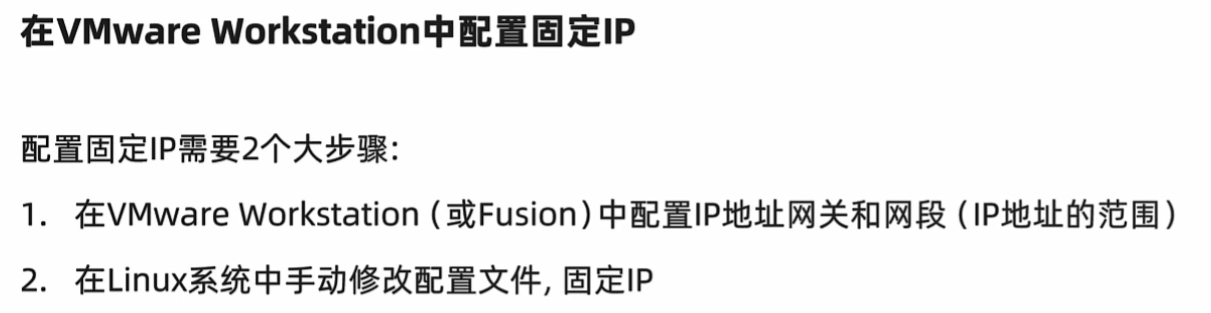 在VMware Workstation中配置固定IP
配置固定IP需要2个大步骤:
1. 在VMware Workstation（或Fusion）中配置IP地址网关和网段（IP地址的范围）
2. 在Linux系统中手动修改配置文件, 固定IP